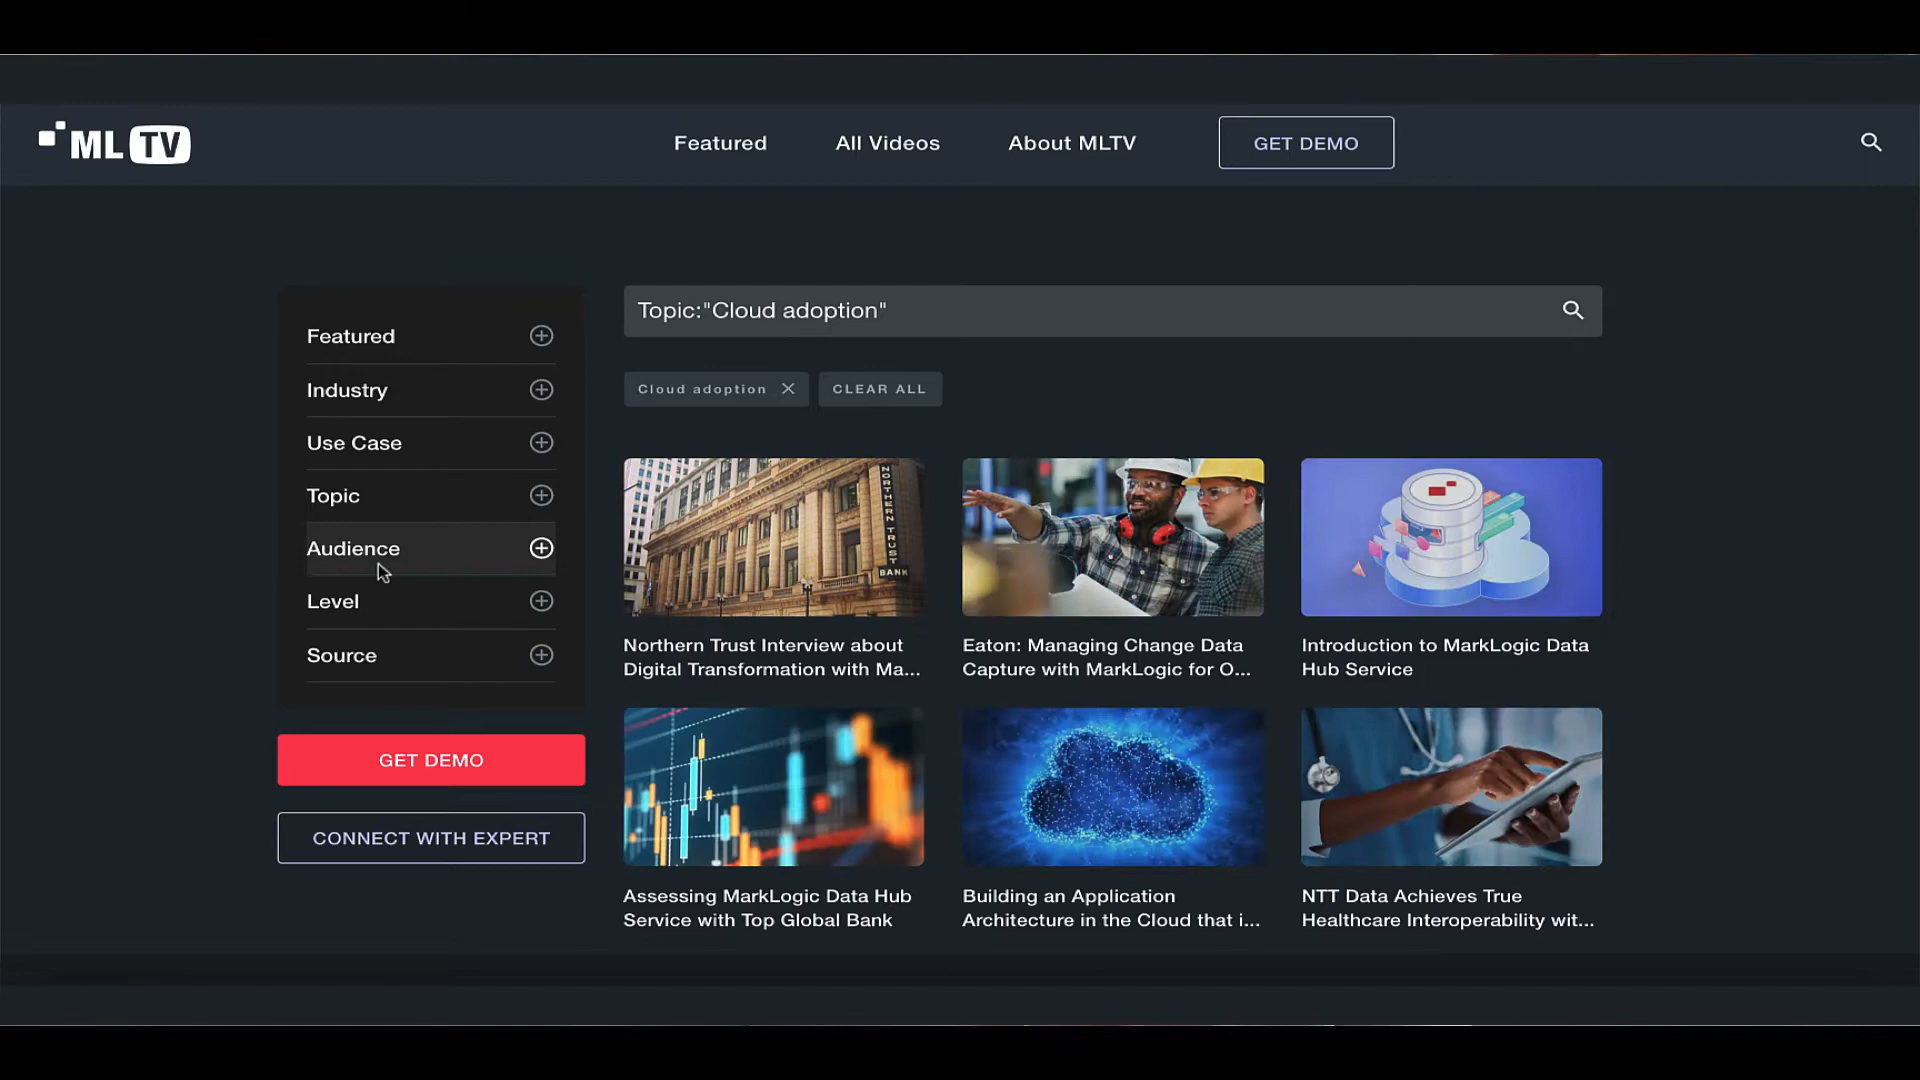 ML TV
Featured
All Videos
About MLTV
GET DEMO
Featured
Industry
Use Case
Topic
Audience
Level
Source
GET DEMO
CONNECT WITH EXPERT
Topic:"Cloud adoption"
Cloud adoption
CLEAR ALL
NORTHERN TRUST
BANK
Northern Trust Interview about
Digital Transformation with Ma...
Eaton: Managing Change Data
Capture with MarkLogic for O...
Introduction to MarkLogic Data
Hub Service
Assessing MarkLogic Data Hub
Service with Top Global Bank
Building an Application
Architecture in the Cloud that i...
NTT Data Achieves True
Healthcare Interoperability wit...